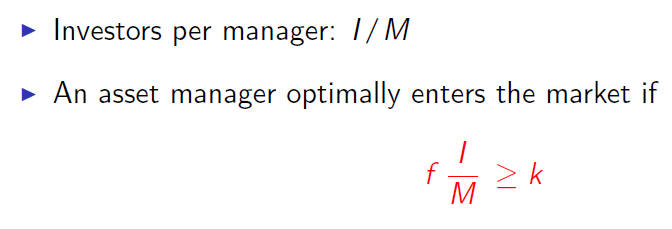 ▶ Investors per manager: I/M
▶ An asset manager optimally enters the market if
f I/M ≥ k